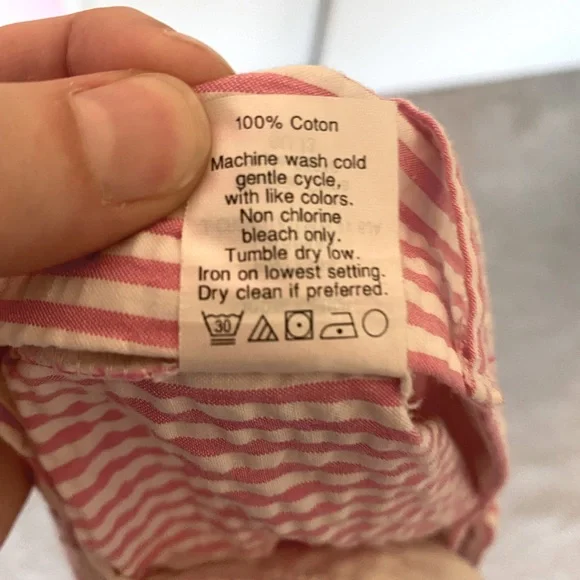 100% Coton
Machine wash cold
gentle cycle,
with like colors.
Non chlorine
bleach only.
Tumble dry low.
Iron on lowest setting.
Dry clean if preferred.
30